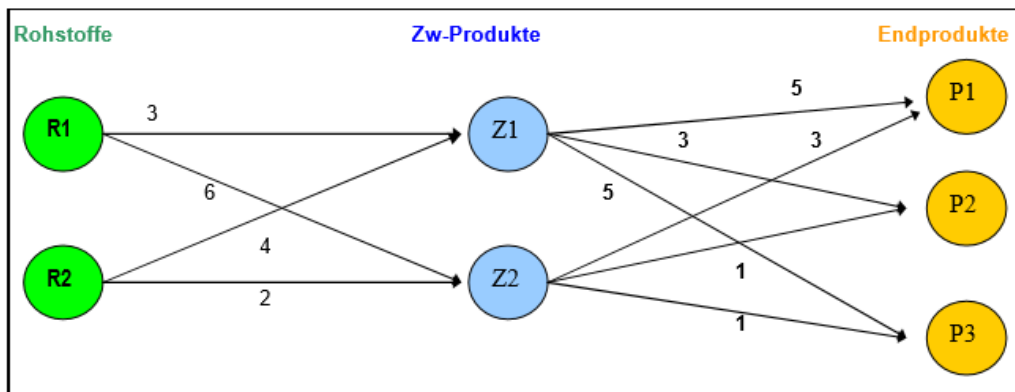 Rohstoffe Zw-Produkte Endprodukte
5 P1
R1 3 Z1 3 3
6 5 P2
4
R2 2 Z2 1
1 P3